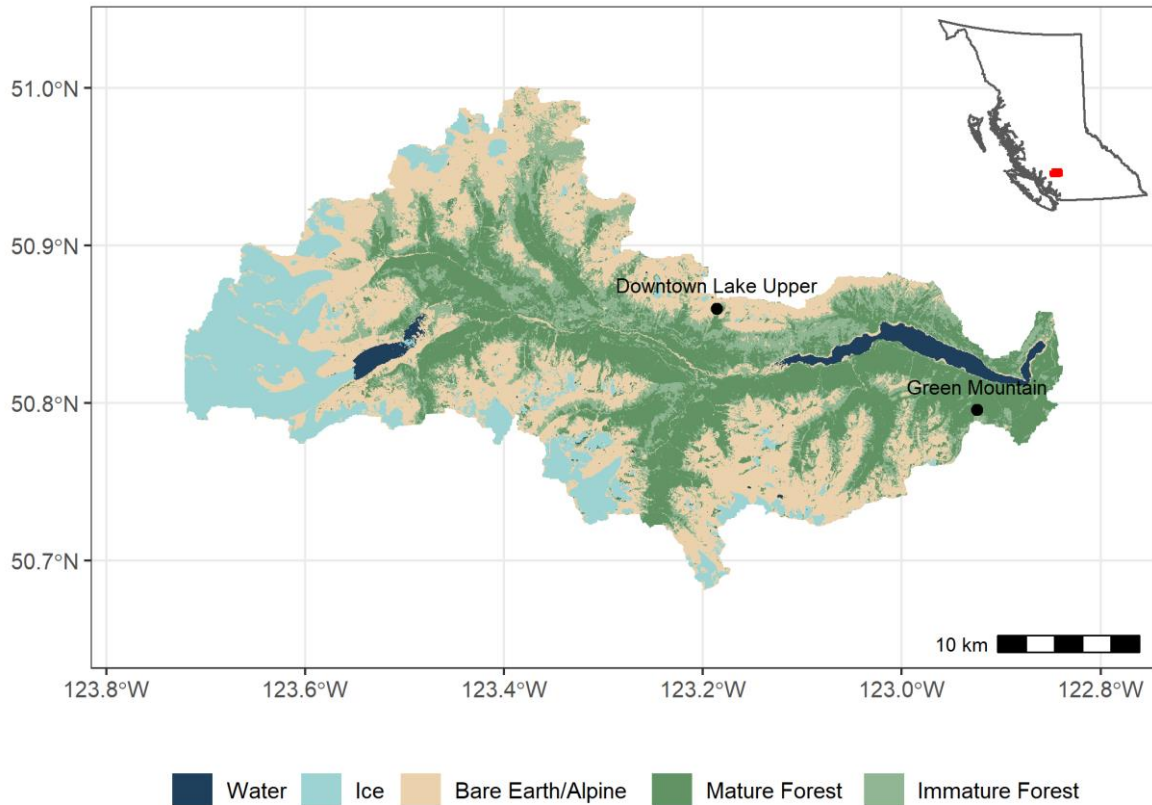 51.0°N
50.9°N
Downtown Lake Upper
50.8°N
Green Mountain
50.7°N
10 km
123.8°W 123.6°W 123.4°W 123.2°W 123.0°W 122.8°W
Water Ice Bare Earth/Alpine Mature Forest Immature Forest